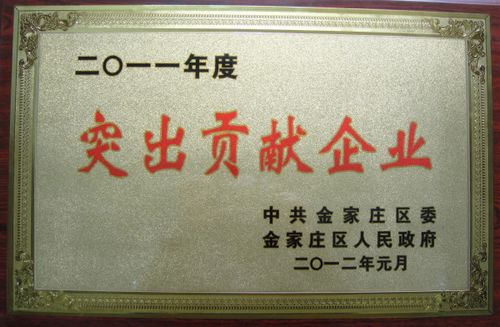 二〇一一年度
突出贡献企业
中共金家庄区委
金家庄区人民政府
二〇一二年元月